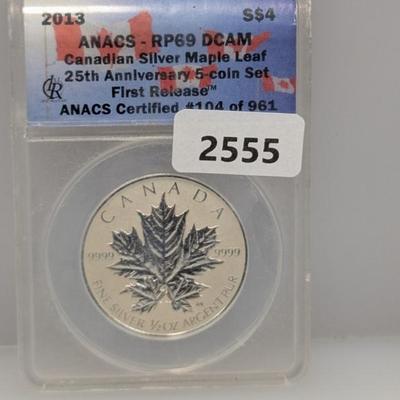 2013 S$4
ANACS - RP69 DCAM
Canadian Silver Maple Leaf
25th Anniversary 5-coin Set
First Release™
ANACS Certified #104 of 961
2555
CANADA
9999 9999
FINE SILVER ½ OZ ARGENT PUR